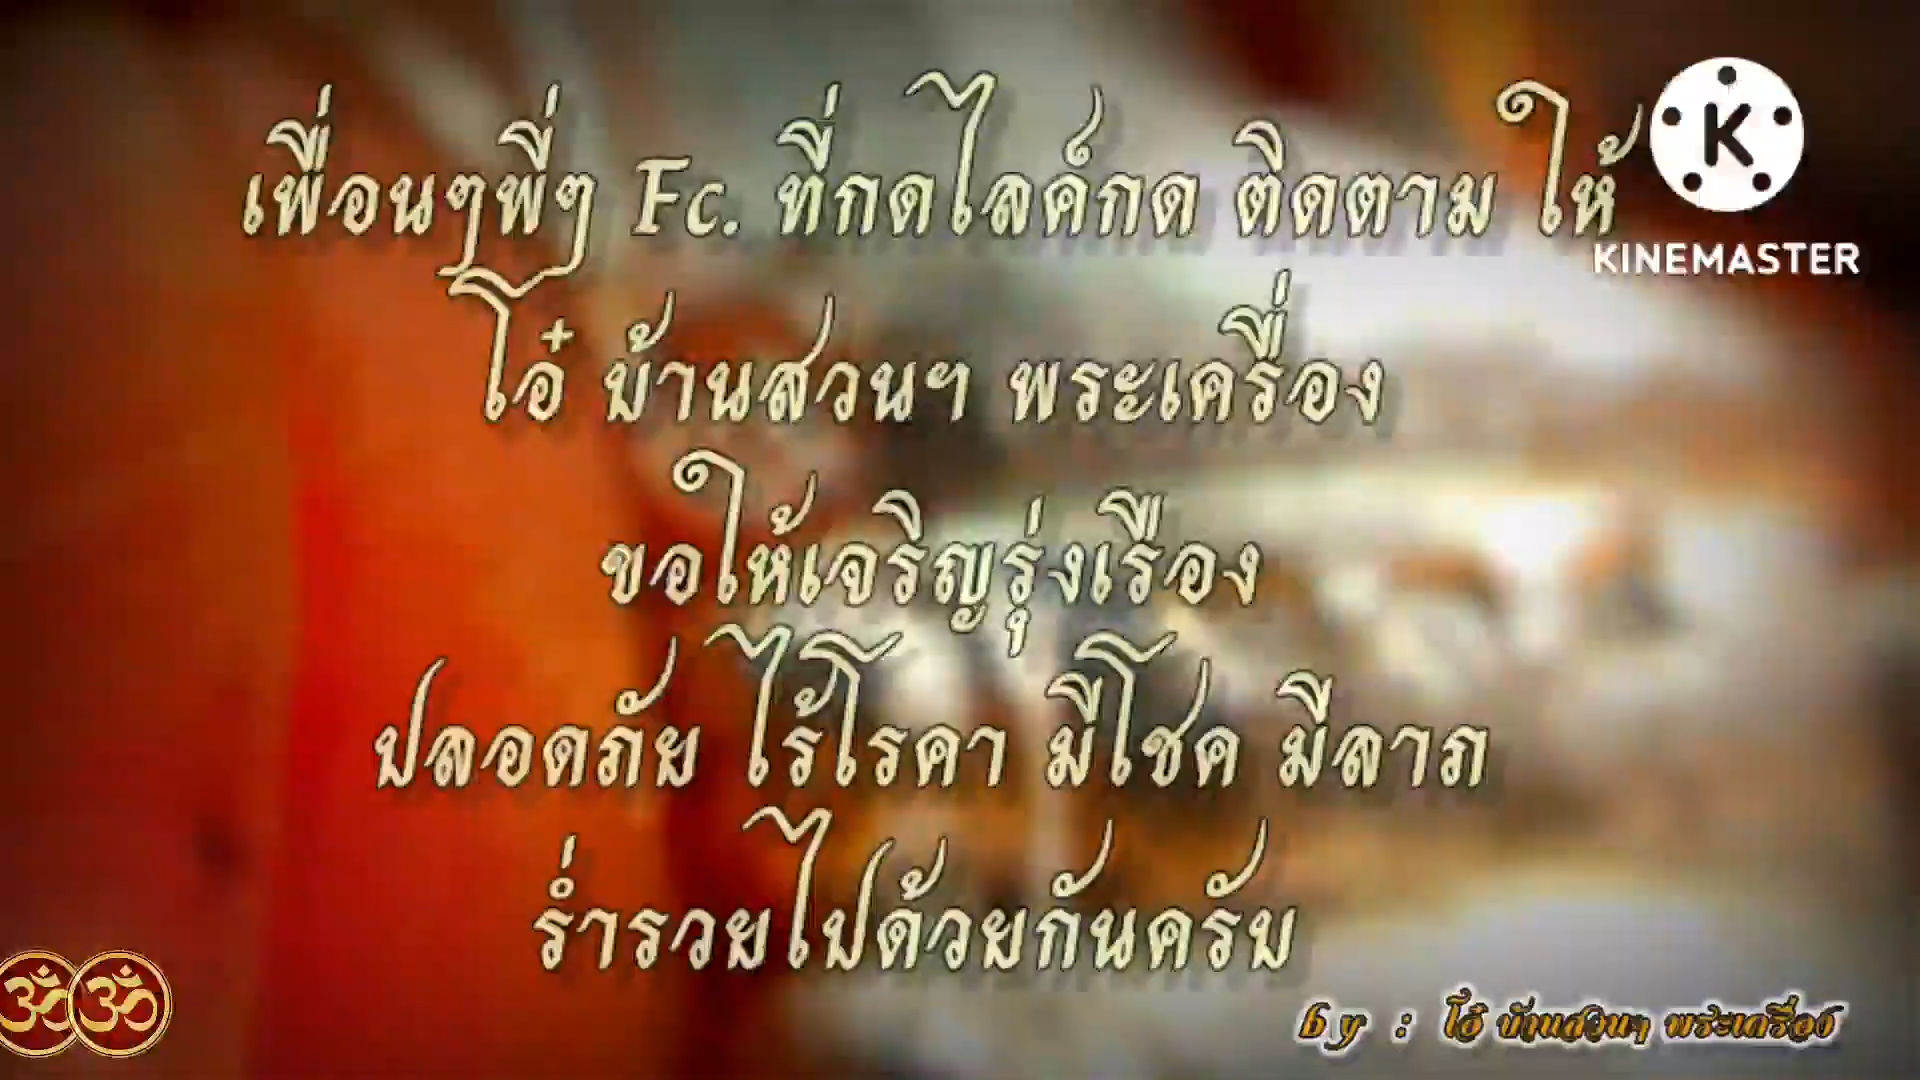 เพื่อนๆพี่ๆ Fc. ที่กดไลค์กด ติดตาม ให้
โอ๋ บ้านสวนฯ พระเครื่อง
ขอให้เจริญรุ่งเรือง
ปลอดภัย ไร้โรคา มีโชค มีลาภ
ร่ำรวยไปด้วยกันครับ
K
KINEMASTER
ॐ ॐ
by : โอ๋ บ้านสวนฯ พระเครื่อง